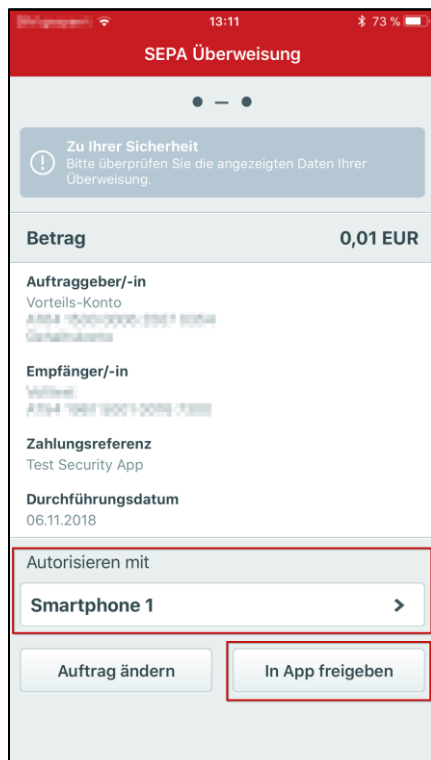 13:11
73 %
SEPA Überweisung
Zu Ihrer Sicherheit
Bitte überprüfen Sie die angezeigten Daten Ihrer
Überweisung.
Betrag 0,01 EUR
Auftraggeber/-in
Vorteils-Konto
Empfänger/-in
Zahlungsreferenz
Test Security App
Durchführungsdatum
06.11.2018
Autorisieren mit
Smartphone 1
Auftrag ändern
In App freigeben